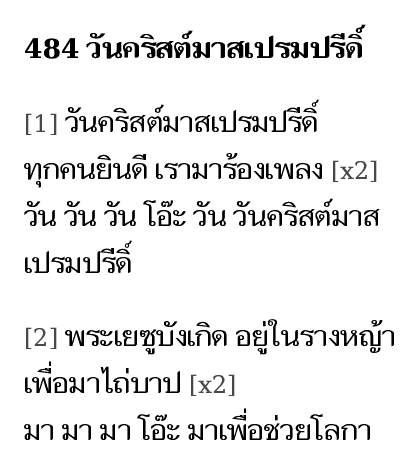 484 วันคริสต์มาสเปรมปรีดิ์
[1] วันคริสต์มาสเปรมปรีดิ์
ทุกคนยินดี เรามาร้องเพลง [x2]
วัน วัน วัน โอ๊ะ วัน วันคริสต์มาส
เปรมปรีดิ์
[2] พระเยซูบังเกิด อยู่ในรางหญ้า
เพื่อมาไถ่บาป [x2]
มา มา มา โอ๊ะ มาเพื่อช่วยโลกา